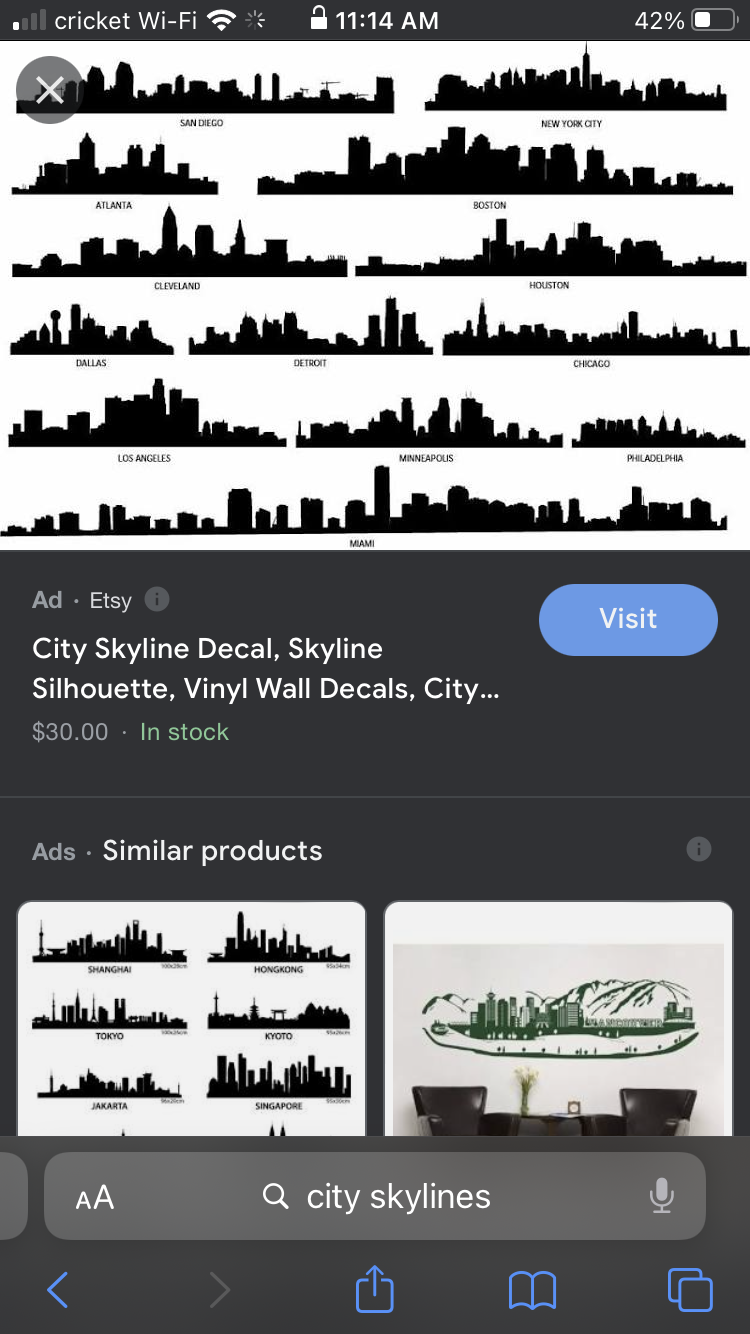 cricket Wi-Fi 11:14 AM 42%
SAN DIEGO NEW YORK CITY
ATLANTA BOSTON
CLEVELAND HOUSTON
DALLAS DETROIT CHICAGO
LOS ANGELES MINNEAPOLIS PHILADELPHIA
MIAMI
Ad · Etsy
Visit
City Skyline Decal, Skyline
Silhouette, Vinyl Wall Decals, City...
$30.00 · In stock
Ads · Similar products
SHANGHAI HONGKONG
TOKYO KYOTO
JAKARTA SINGAPORE
VANCOUVER
AA city skylines